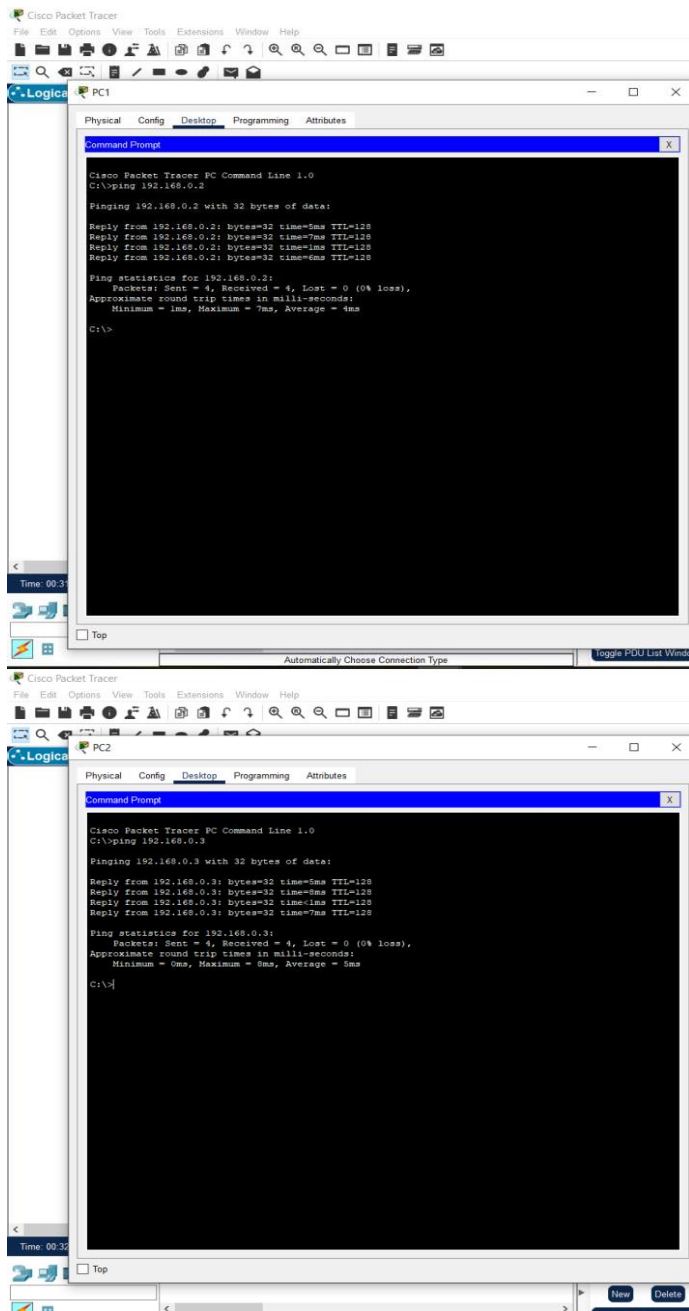 Cisco Packet Tracer
File Edit Options View Tools Extensions Window Help
Logica
PC1
Physical Config Desktop Programming Attributes
Command Prompt X
Cisco Packet Tracer PC Command Line 1.0
C:\>ping 192.168.0.2
Pinging 192.168.0.2 with 32 bytes of data:
Reply from 192.168.0.2: bytes=32 time=5ms TTL=128
Reply from 192.168.0.2: bytes=32 time=7ms TTL=128
Reply from 192.168.0.2: bytes=32 time=1ms TTL=128
Reply from 192.168.0.2: bytes=32 time=6ms TTL=128
Ping statistics for 192.168.0.2:
Packets: Sent = 4, Received = 4, Lost = 0 (0% loss),
Approximate round trip times in milli-seconds:
Minimum = 1ms, Maximum = 7ms, Average = 4ms
C:\>
Time: 00:31
Top
Automatically Choose Connection Type
Toggle PDU List Windo
Cisco Packet Tracer
File Edit Options View Tools Extensions Window Help
Logica
PC2
Physical Config Desktop Programming Attributes
Command Prompt X
Cisco Packet Tracer PC Command Line 1.0
C:\>ping 192.168.0.3
Pinging 192.168.0.3 with 32 bytes of data:
Reply from 192.168.0.3: bytes=32 time=5ms TTL=128
Reply from 192.168.0.3: bytes=32 time=8ms TTL=128
Reply from 192.168.0.3: bytes=32 time<1ms TTL=128
Reply from 192.168.0.3: bytes=32 time=7ms TTL=128
Ping statistics for 192.168.0.3:
Packets: Sent = 4, Received = 4, Lost = 0 (0% loss),
Approximate round trip times in milli-seconds:
Minimum = 0ms, Maximum = 8ms, Average = 5ms
C:\>
Time: 00:32
Top
New Delete